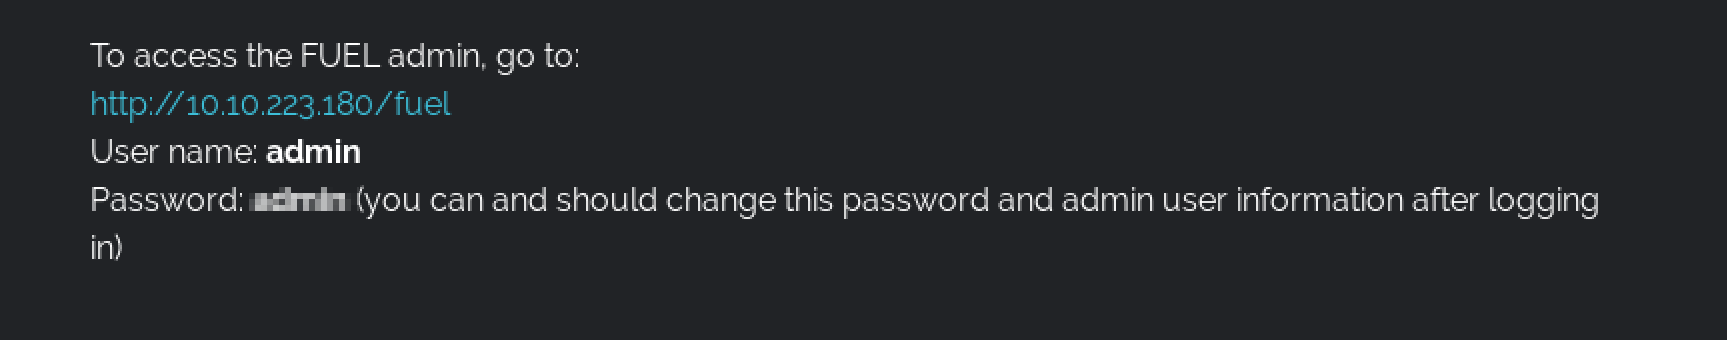 To access the FUEL admin, go to:
http://10.10.223.180/fuel
User name: admin
Password: admin (you can and should change this password and admin user information after logging
in)